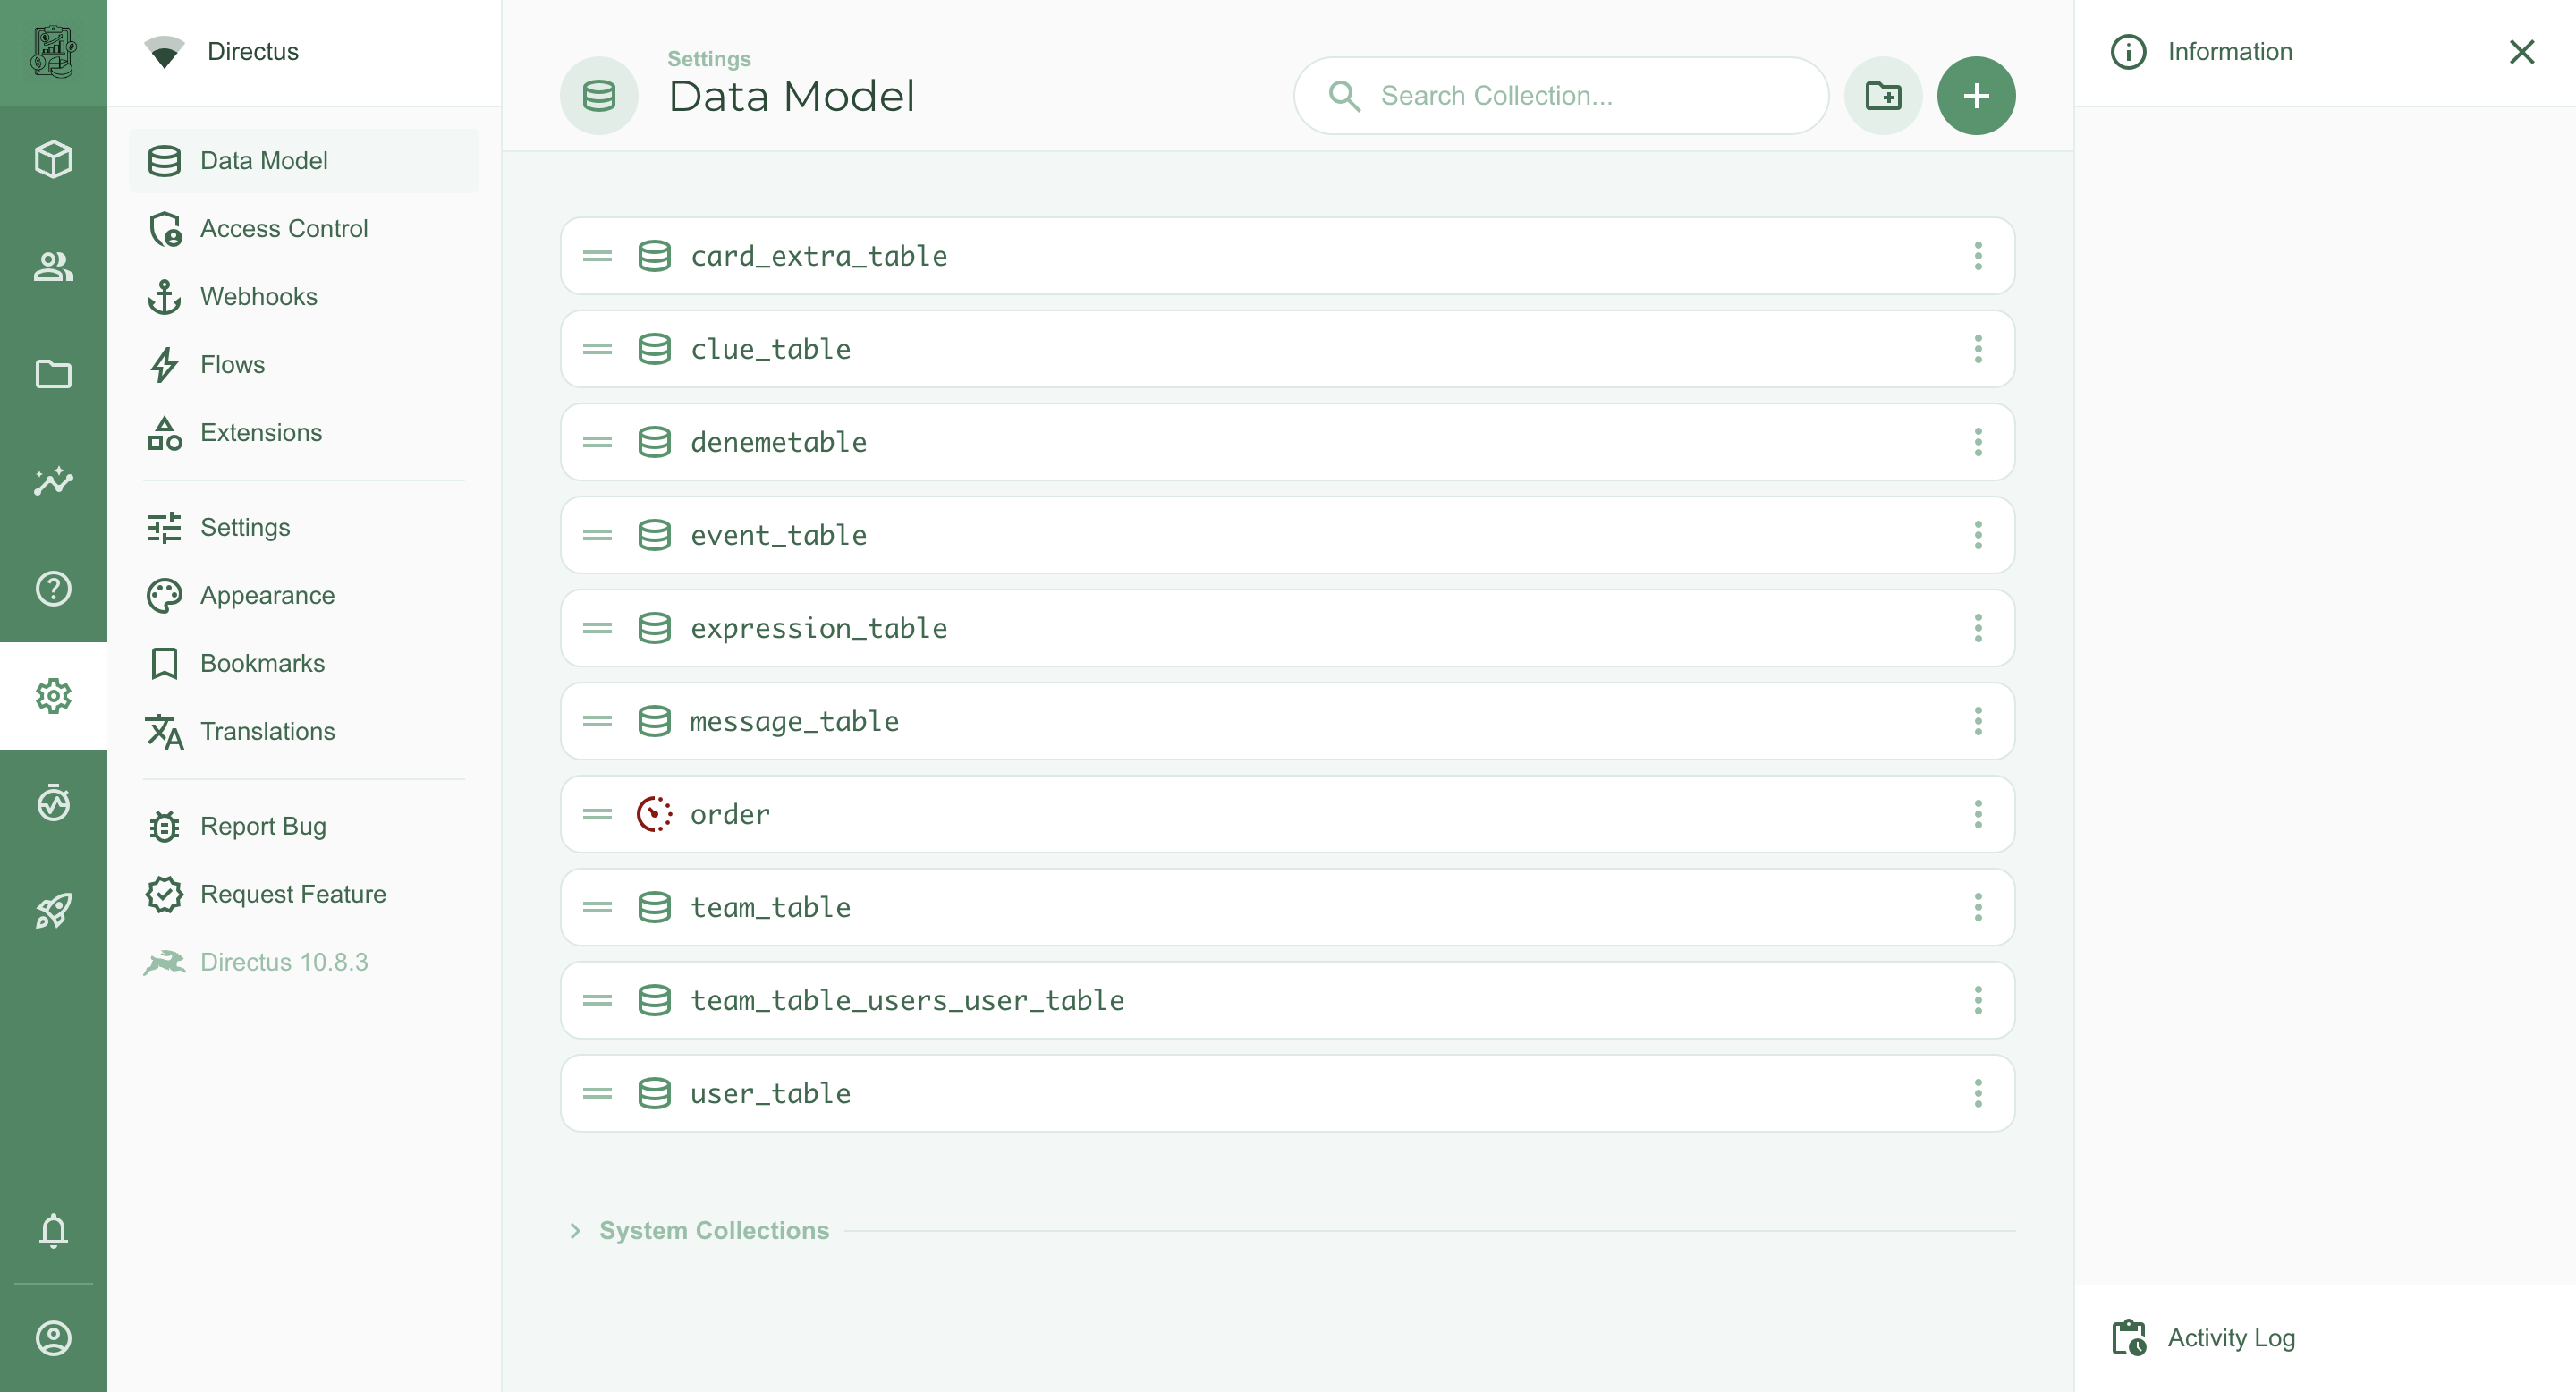 Directus
Data Model
Access Control
Webhooks
Flows
Extensions
Settings
Appearance
Bookmarks
Translations
Report Bug
Request Feature
Directus 10.8.3
Settings
Data Model
Search Collection...
card_extra_table
clue_table
denemetable
event_table
expression_table
message_table
order
team_table
team_table_users_user_table
user_table
System Collections
Information
Activity Log